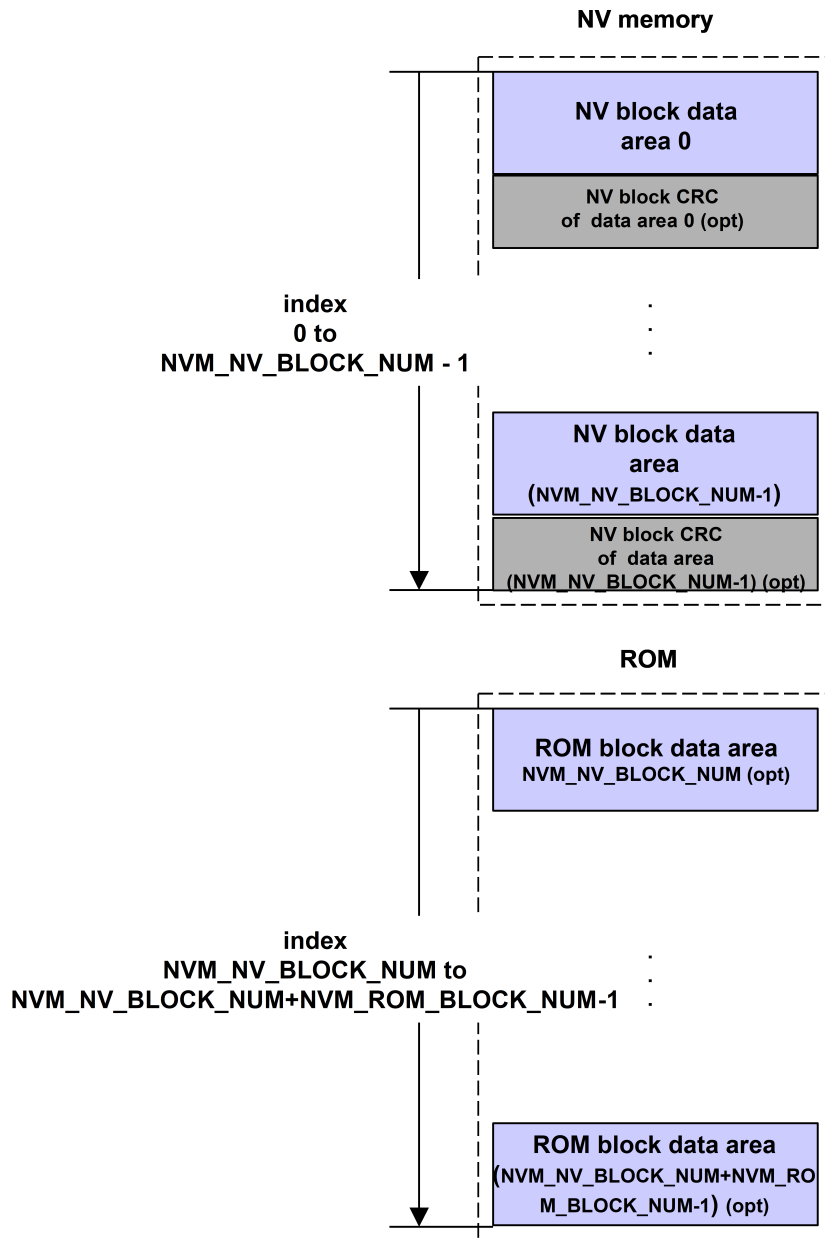 NV memory
NV block data
area 0
NV block CRC
of data area 0 (opt)
index
0 to
NVM_NV_BLOCK_NUM - 1
NV block data
area
(NVM_NV_BLOCK_NUM-1)
NV block CRC
of data area
(NVM_NV_BLOCK_NUM-1) (opt)
ROM
ROM block data area
NVM_NV_BLOCK_NUM (opt)
index
NVM_NV_BLOCK_NUM to
NVM_NV_BLOCK_NUM+NVM_ROM_BLOCK_NUM-1
ROM block data area
(NVM_NV_BLOCK_NUM+NVM_RO
M_BLOCK_NUM-1) (opt)